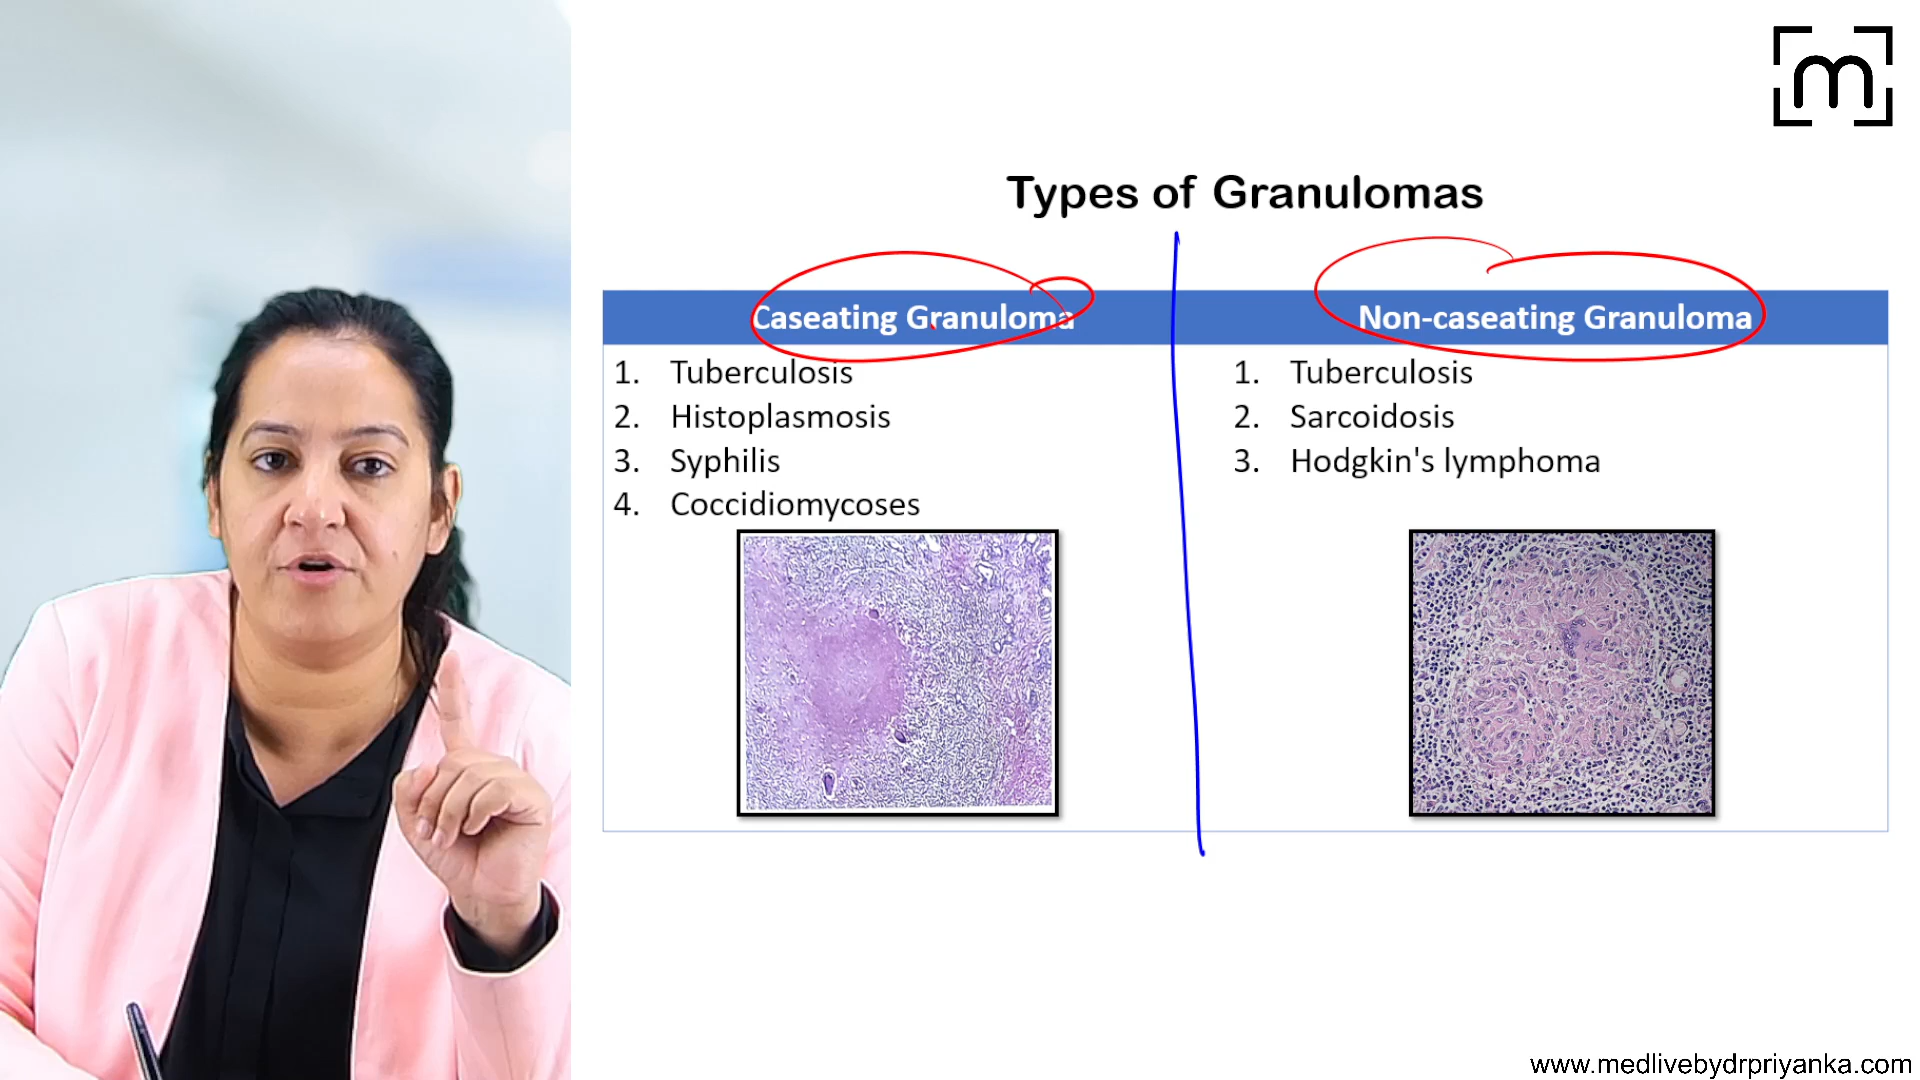 m
Types of Granulomas
Caseating Granuloma
Non-caseating Granuloma
1. Tuberculosis
2. Histoplasmosis
3. Syphilis
4. Coccidiomycoses
1. Tuberculosis
2. Sarcoidosis
3. Hodgkin's lymphoma
www.medlivebydrpriyanka.com